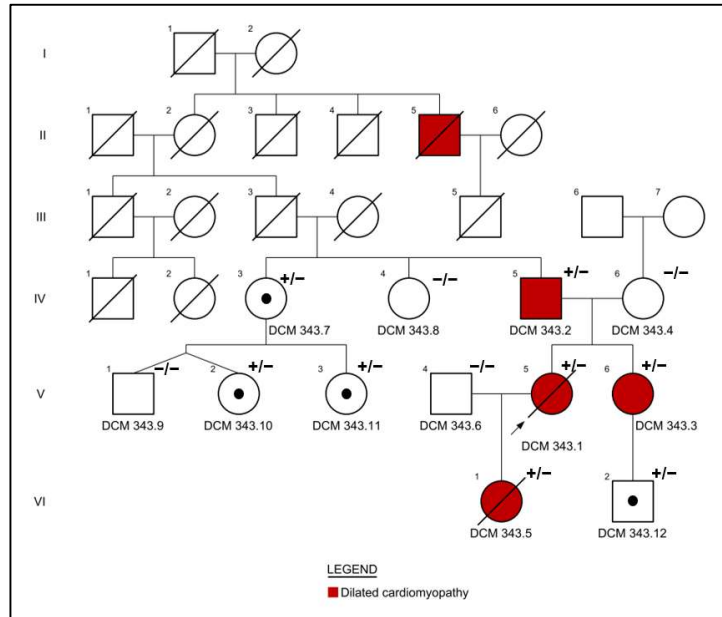 I
1 2
II
1 2 3 4 5 6
III
1 2 3 4 5 6 7
IV
1 2 3 +/− 4 −/− 5 +/− 6 −/−
DCM 343.7 DCM 343.8 DCM 343.2 DCM 343.4
V
1 −/− 2 +/− 3 +/− 4 −/− 5 +/− 6 +/−
DCM 343.9 DCM 343.10 DCM 343.11 DCM 343.6 DCM 343.1 DCM 343.3
VI
1 +/− 2 +/−
DCM 343.5 DCM 343.12
LEGEND
Dilated cardiomyopathy